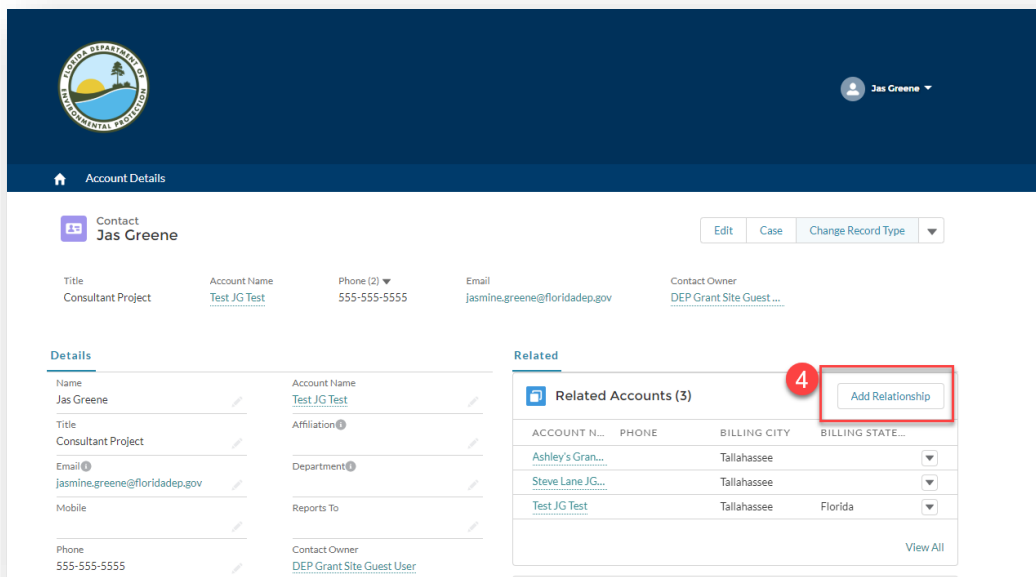 FLORIDA DEPARTMENT OF ENVIRONMENTAL PROTECTION
Jas Greene
Account Details
Contact
Jas Greene
Edit Case Change Record Type
Title Account Name Phone (2) Email Contact Owner
Consultant Project Test JG Test 555-555-5555 jasmine.greene@floridadep.gov DEP Grant Site Guest ...
Details
Name Account Name
Jas Greene Test JG Test
Title Affiliation
Consultant Project
Email Department
jasmine.greene@floridadep.gov
Mobile Reports To
Phone Contact Owner
555-555-5555 DEP Grant Site Guest User
Related
4
Related Accounts (3) Add Relationship
ACCOUNT N... PHONE BILLING CITY BILLING STATE...
Ashley's Gran... Tallahassee
Steve Lane JG... Tallahassee
Test JG Test Tallahassee Florida
View All